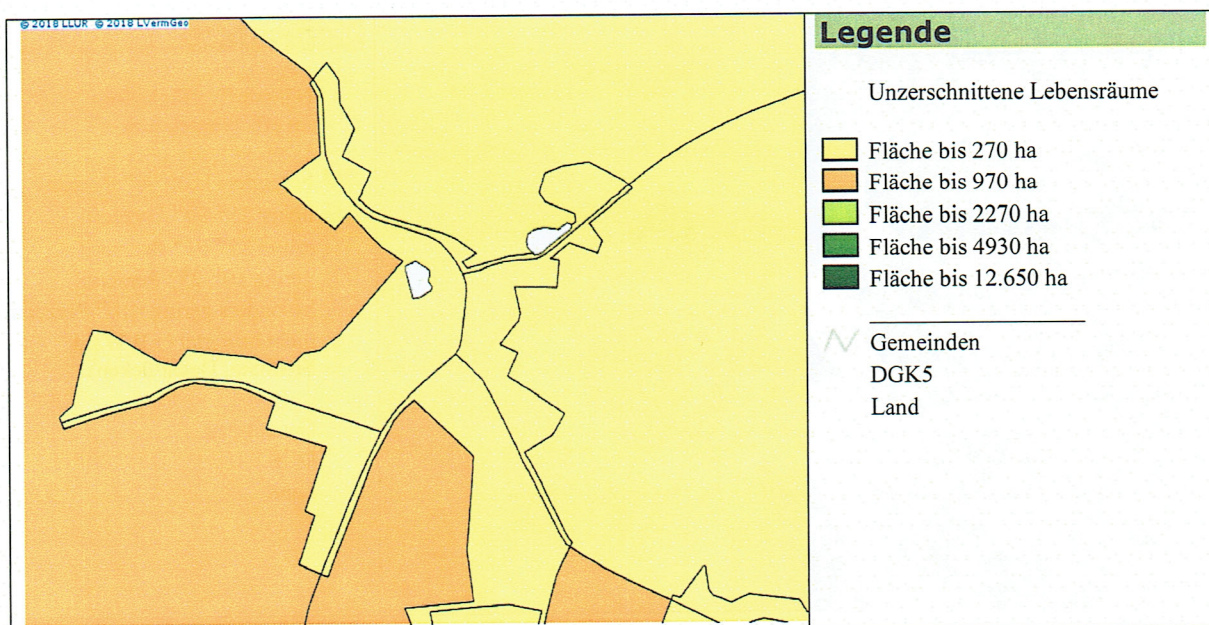 © 2018 LLUR © 2018 LVermGeo
Legende
Unzerschnittene Lebensräume
Fläche bis 270 ha
Fläche bis 970 ha
Fläche bis 2270 ha
Fläche bis 4930 ha
Fläche bis 12.650 ha
Gemeinden
DGK5
Land